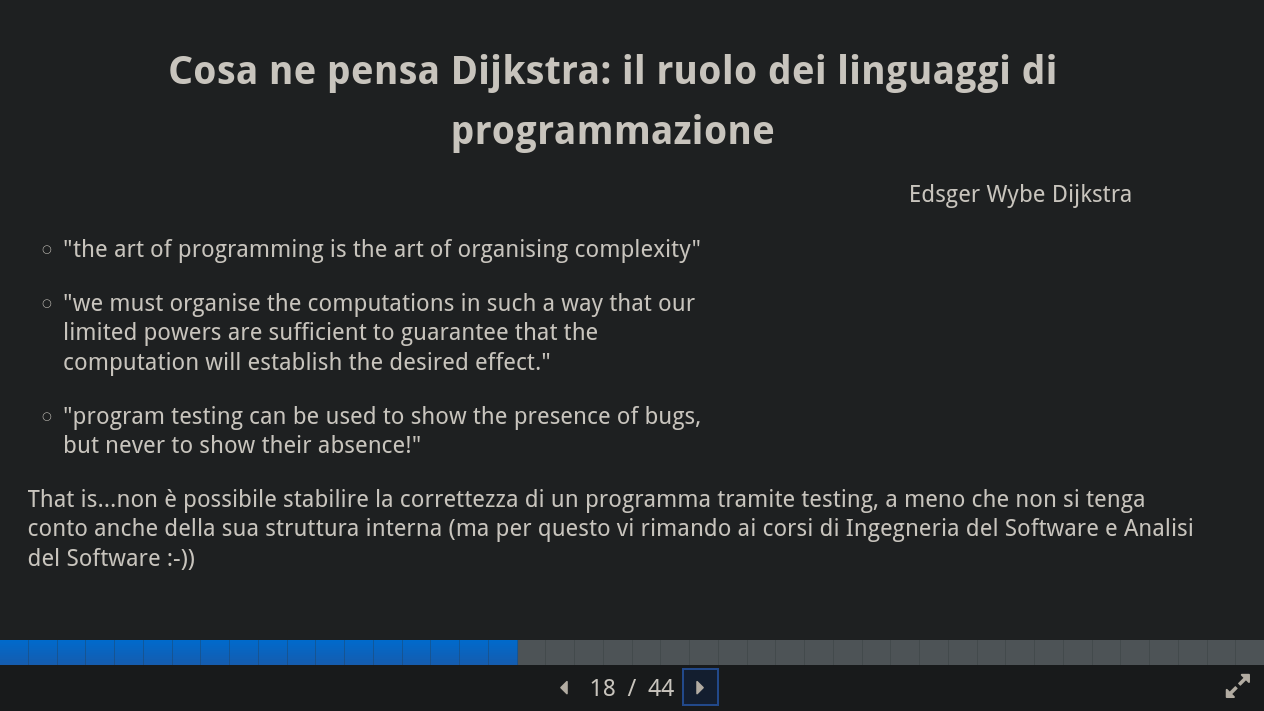 Cosa ne pensa Dijkstra: il ruolo dei linguaggi di
programmazione
Edsger Wybe Dijkstra
"the art of programming is the art of organising complexity"
"we must organise the computations in such a way that our
limited powers are sufficient to guarantee that the
computation will establish the desired effect."
"program testing can be used to show the presence of bugs,
but never to show their absence!"
That is...non è possibile stabilire la correttezza di un programma tramite testing, a meno che non si tenga
conto anche della sua struttura interna (ma per questo vi rimando ai corsi di Ingegneria del Software e Analisi
del Software :-))
18 / 44